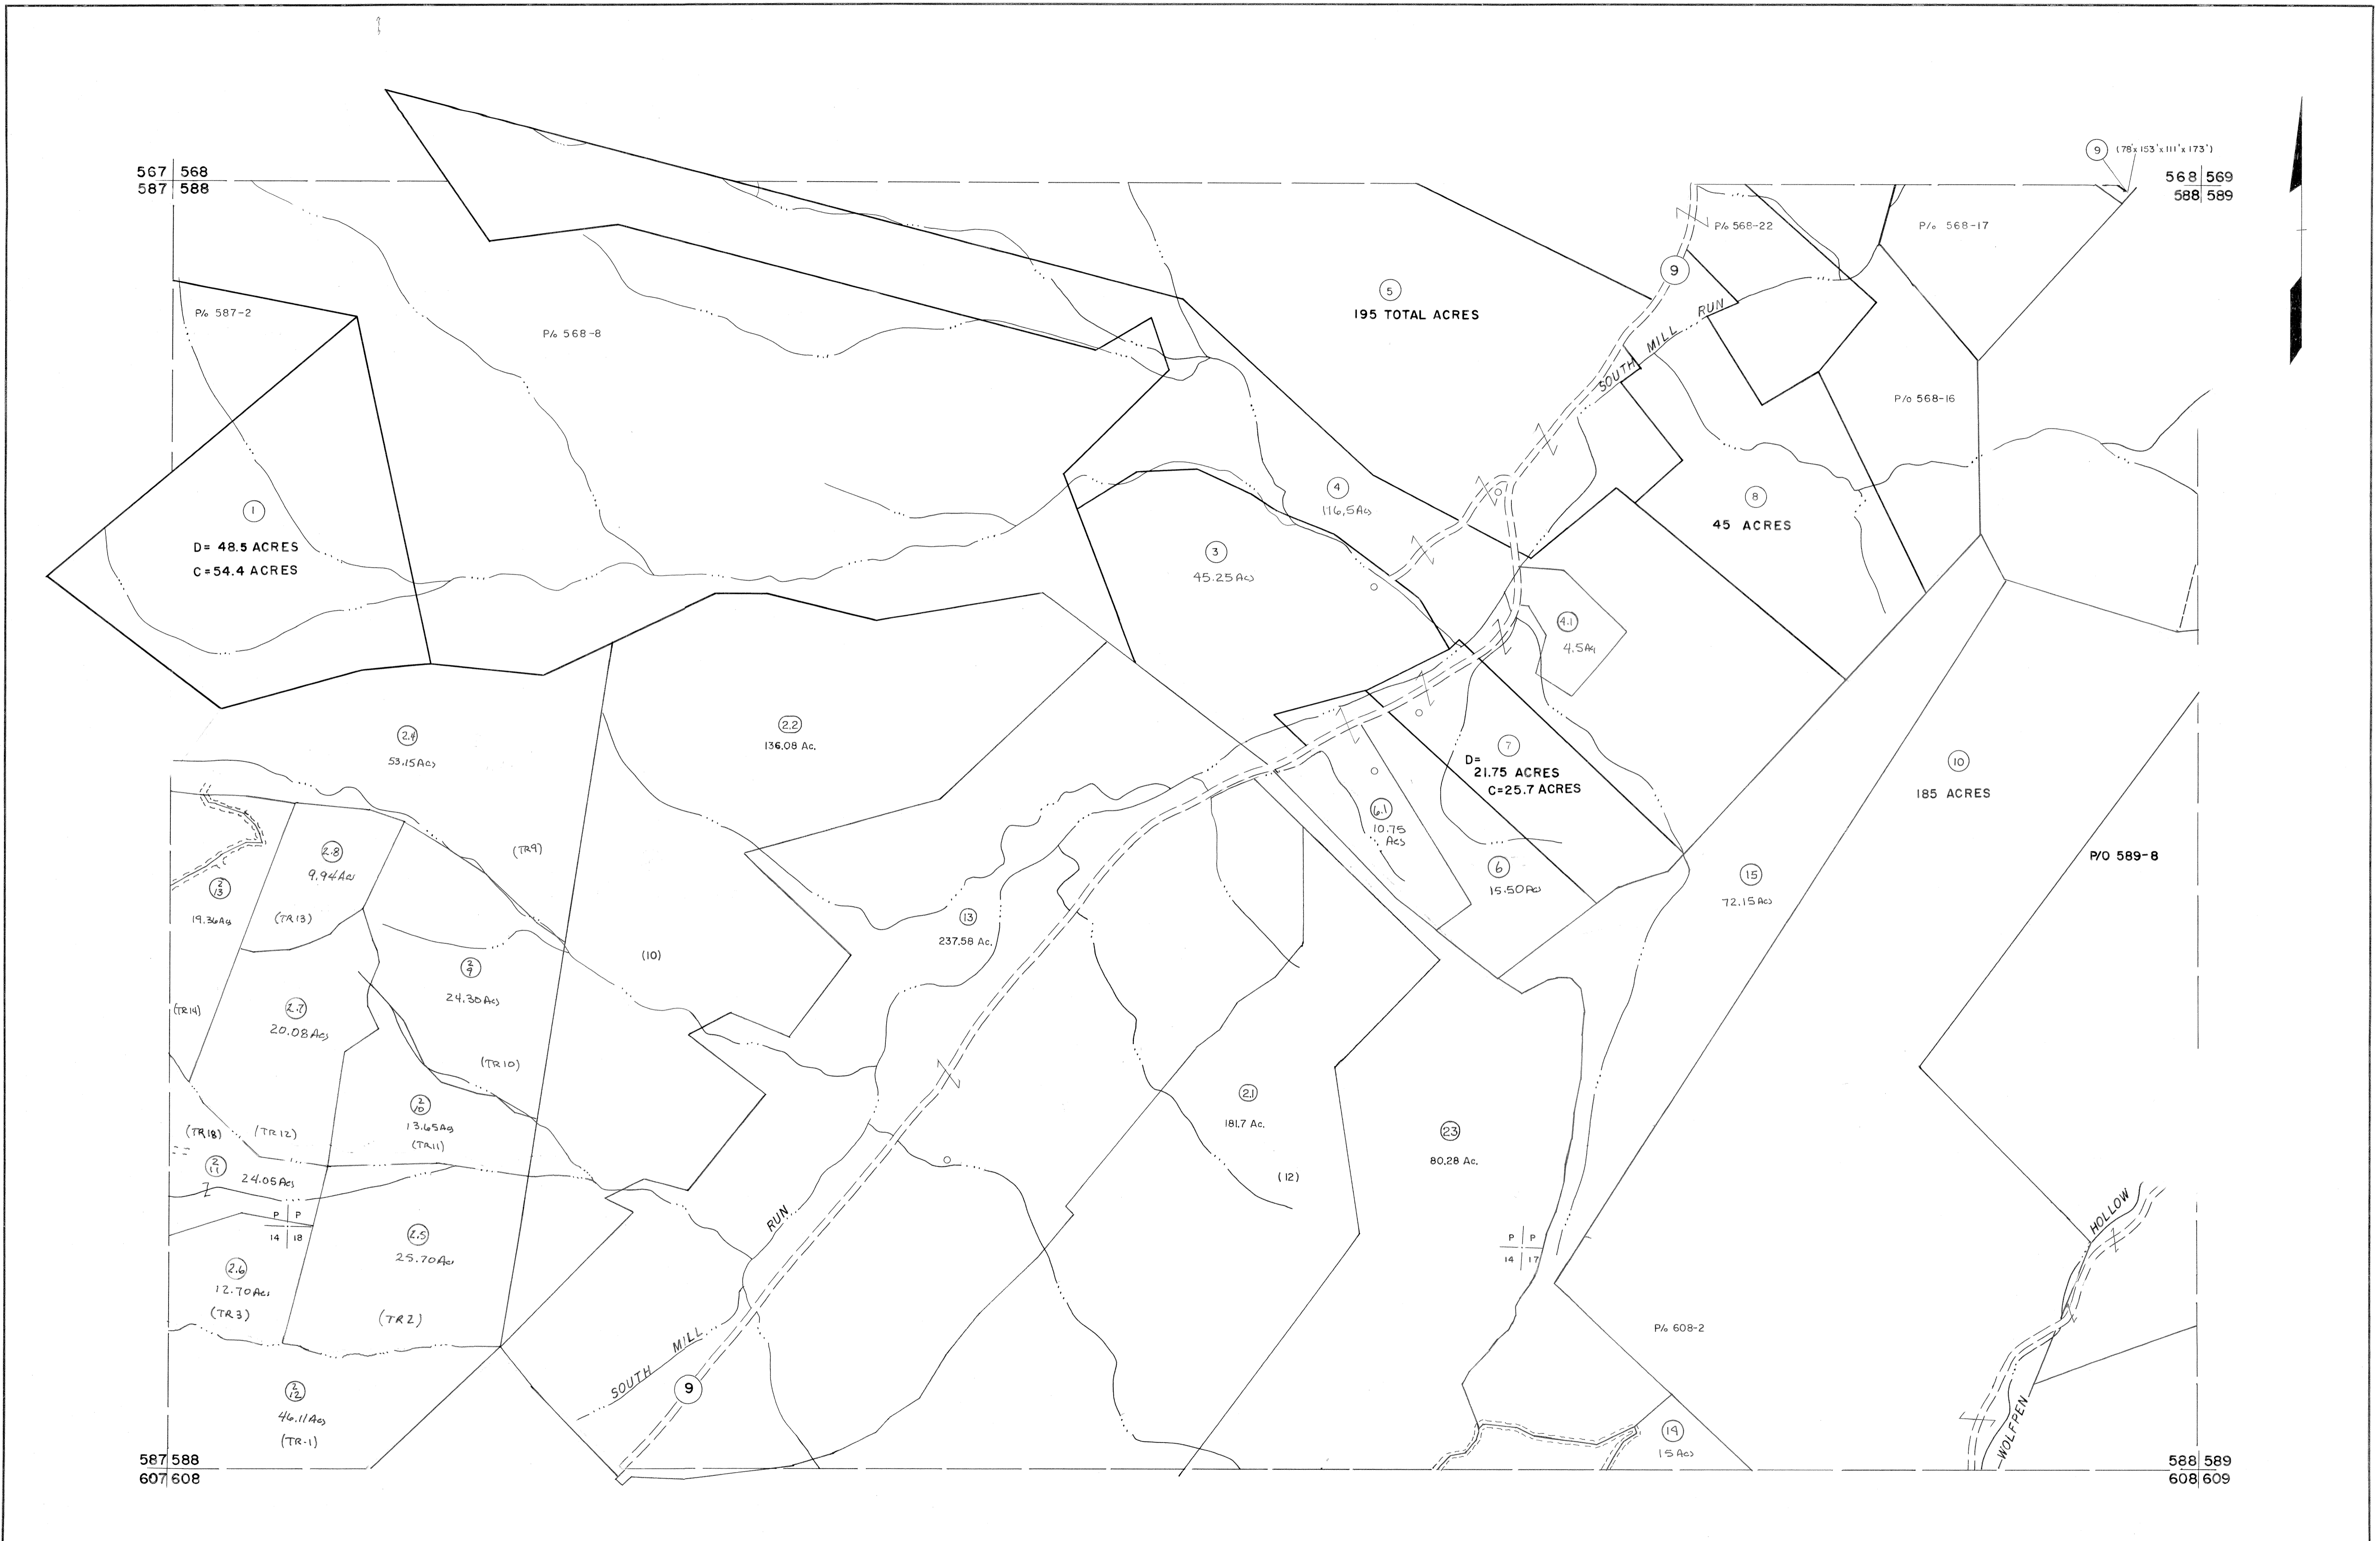 567 568
587 588
9 (78'x153'x111'x173')
568 569
588 589
P/o 568-22
P/o 568-17
9
5
195 TOTAL ACRES
P/o 587-2
P/o 568-8
SOUTH MILL RUN
P/o 568-16
4
116.5 Acs
8
45 ACRES
1
D= 48.5 ACRES
C=54.4 ACRES
3
45.25 Acs
4.1
4.5 Acs
2.4
53.15 Acs
2.2
136.08 Ac.
7
D=
21.75 ACRES
C=25.7 ACRES
10
185 ACRES
6.1
10.75
Acs
(TR9)
2.8
9.94 Acs
P/O 589-8
6
15.50 Acs
15
72.15 Acs
2
13
19.36 Acs
(TR13)
13
237.58 Ac.
(10)
2
9
24.30 Acs
(TR14)
2.7
20.08 Acs
(TR10)
2.1
181.7 Ac.
2
10
13.65 Acs
(TR11)
(TR18)
(TR12)
23
80.28 Ac.
2
11
24.05 Acs
(12)
P P
14 18
RUN
HOLLOW
2.5
25.70 Acs
P P
14 17
2.6
12.70 Acs
(TR3)
(TR2)
P/o 608-2
SOUTH MILL
9
2
12
46.11 Acs
(TR-1)
14
15 Acs
WOLFPEN
587 588
607 608
588 589
608 609